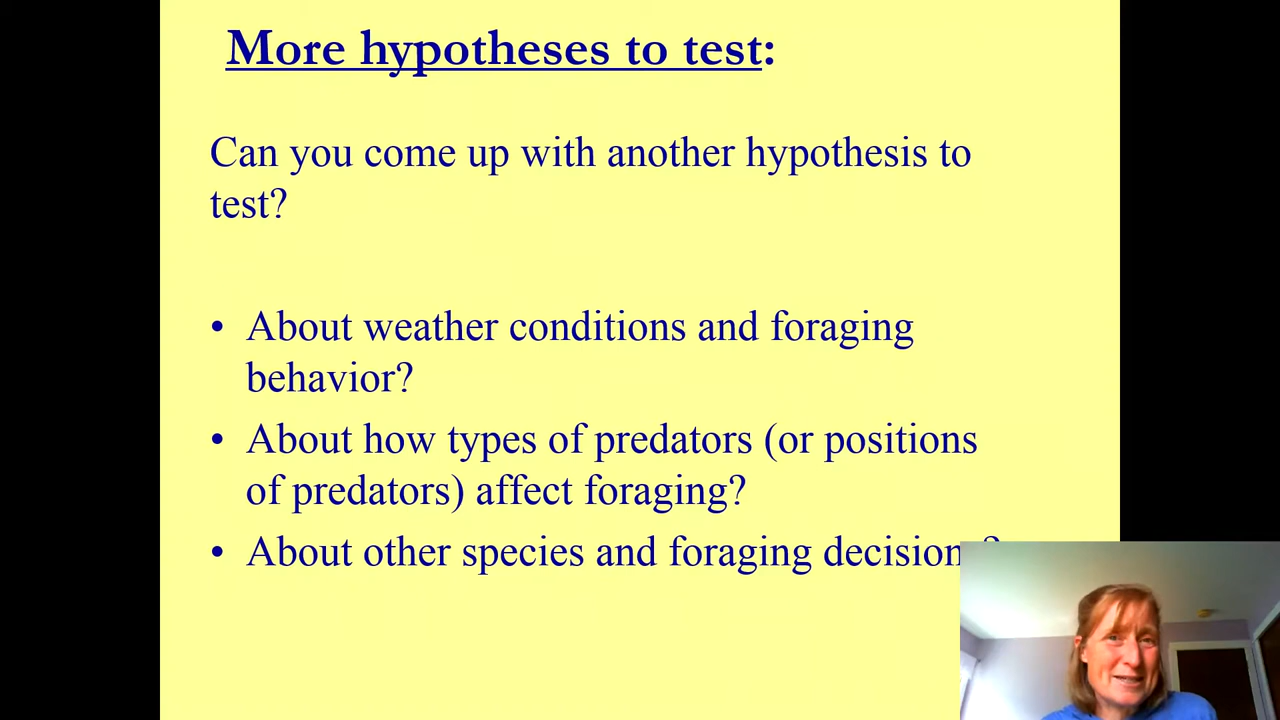 More hypotheses to test:
Can you come up with another hypothesis to
test?
• About weather conditions and foraging
behavior?
• About how types of predators (or positions
of predators) affect foraging?
• About other species and foraging decision ?